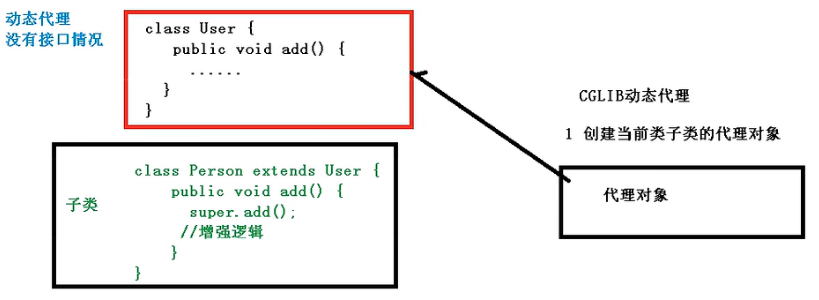 动态代理
没有接口情况
class User {
public void add() {
......
}
}
子类
class Person extends User {
public void add() {
super.add();
//增强逻辑
}
}
CGLIB动态代理
1 创建当前类子类的代理对象
代理对象